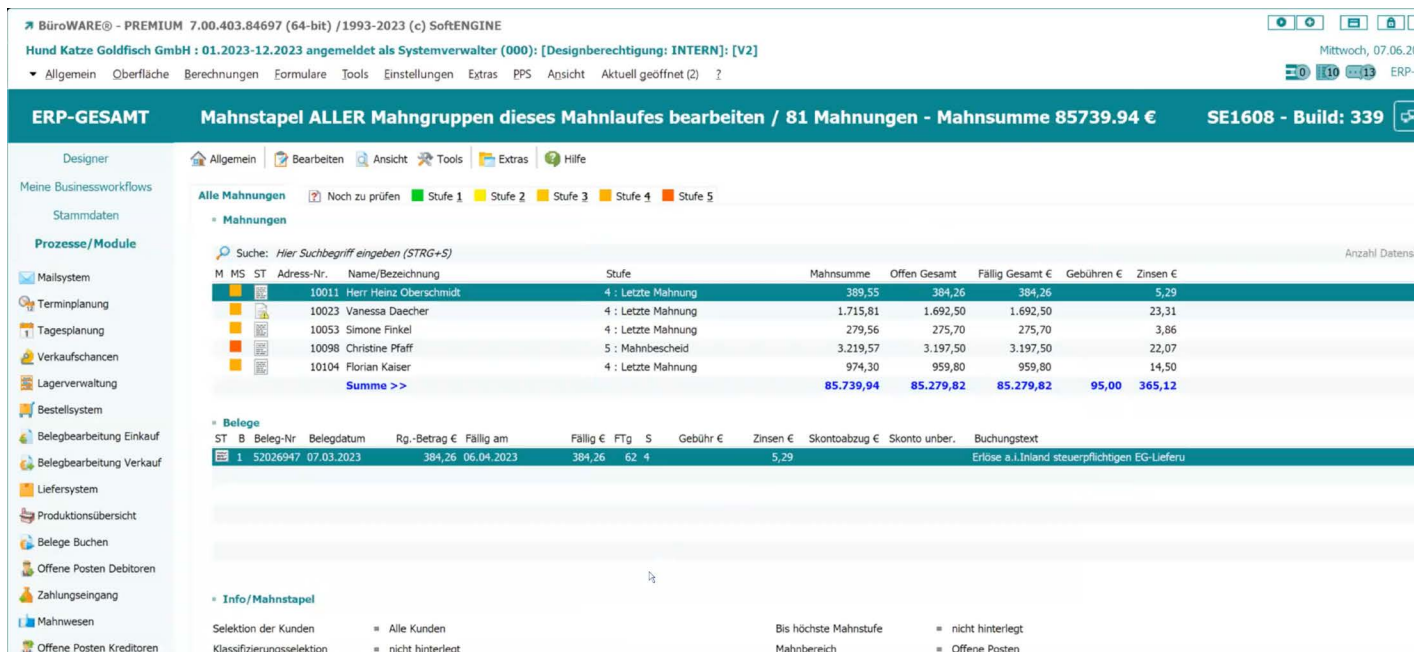 BüroWARE® - PREMIUM 7.00.403.84697 (64-bit) /1993-2023 (c) SoftENGINE
Hund Katze Goldfisch GmbH : 01.2023-12.2023 angemeldet als Systemverwalter (000): [Designberechtigung: INTERN]: [V2]
Mittwoch, 07.06.20
Allgemein Oberfläche Berechnungen Formulare Tools Einstellungen Extras PPS Ansicht Aktuell geöffnet (2) ?
0 10 13 ERP-
ERP-GESAMT
Mahnstapel ALLER Mahngruppen dieses Mahnlaufes bearbeiten / 81 Mahnungen - Mahnsumme 85739.94 € SE1608 - Build: 339
Designer
Meine Businessworkflows
Stammdaten
Prozesse/Module
Mailsystem
Terminplanung
Tagesplanung
Verkaufschancen
Lagerverwaltung
Bestellsystem
Belegbearbeitung Einkauf
Belegbearbeitung Verkauf
Liefersystem
Produktionsübersicht
Belege Buchen
Offene Posten Debitoren
Zahlungseingang
Mahnwesen
Offene Posten Kreditoren
Allgemein Bearbeiten Ansicht Tools Extras Hilfe
Alle Mahnungen Noch zu prüfen Stufe 1 Stufe 2 Stufe 3 Stufe 4 Stufe 5
Mahnungen
Suche: Hier Suchbegriff eingeben (STRG+S)
Anzahl Datens
M MS ST Adress-Nr. Name/Bezeichnung Stufe Mahnsumme Offen Gesamt Fällig Gesamt € Gebühren € Zinsen €
10011 Herr Heinz Oberschmidt 4 : Letzte Mahnung 389,55 384,26 384,26 5,29
10023 Vanessa Daecher 4 : Letzte Mahnung 1.715,81 1.692,50 1.692,50 23,31
10053 Simone Finkel 4 : Letzte Mahnung 279,56 275,70 275,70 3,86
10098 Christine Pfaff 5 : Mahnbescheid 3.219,57 3.197,50 3.197,50 22,07
10104 Florian Kaiser 4 : Letzte Mahnung 974,30 959,80 959,80 14,50
Summe >> 85.739,94 85.279,82 85.279,82 95,00 365,12
Belege
ST B Beleg-Nr Belegdatum Rg.-Betrag € Fällig am Fällig € FTg S Gebühr € Zinsen € Skontoabzug € Skonto unber. Buchungstext
1 52026947 07.03.2023 384,26 06.04.2023 384,26 62 4 5,29 Erlöse a.i.Inland steuerpflichtigen EG-Lieferu
Info/Mahnstapel
Selektion der Kunden = Alle Kunden Bis höchste Mahnstufe = nicht hinterlegt
Klassifizierungsselektion = nicht hinterlegt Mahnbereich = Offene Posten